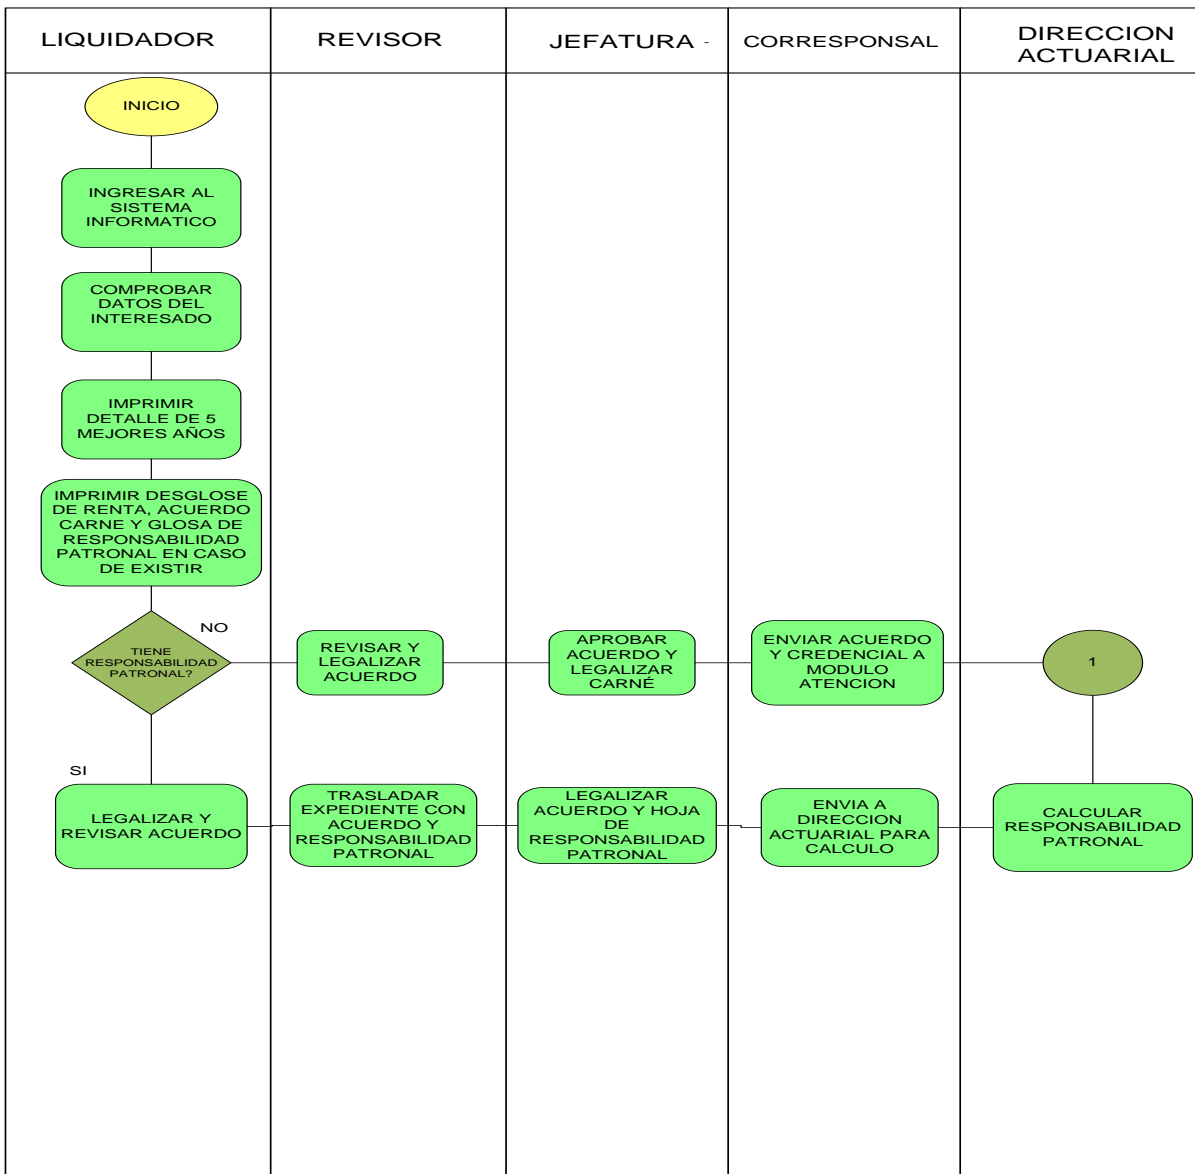 LIQUIDADOR
REVISOR
JEFATURA -
CORRESPONSAL
DIRECCION
ACTUARIAL
INICIO
INGRESAR AL
SISTEMA
INFORMATICO
COMPROBAR
DATOS DEL
INTERESADO
IMPRIMIR
DETALLE DE 5
MEJORES AÑOS
IMPRIMIR DESGLOSE
DE RENTA, ACUERDO
CARNE Y GLOSA DE
RESPONSABILIDAD
PATRONAL EN CASO
DE EXISTIR
TIENE
RESPONSABILIDAD
PATRONAL?
NO
REVISAR Y
LEGALIZAR
ACUERDO
APROBAR
ACUERDO Y
LEGALIZAR
CARNÉ
ENVIAR ACUERDO
Y CREDENCIAL A
MODULO
ATENCION
1
SI
LEGALIZAR Y
REVISAR ACUERDO
TRASLADAR
EXPEDIENTE CON
ACUERDO Y
RESPONSABILIDAD
PATRONAL
LEGALIZAR
ACUERDO Y HOJA
DE
RESPONSABILIDAD
PATRONAL
ENVIA A
DIRECCION
ACTUARIAL PARA
CALCULO
CALCULAR
RESPONSABILIDAD
PATRONAL